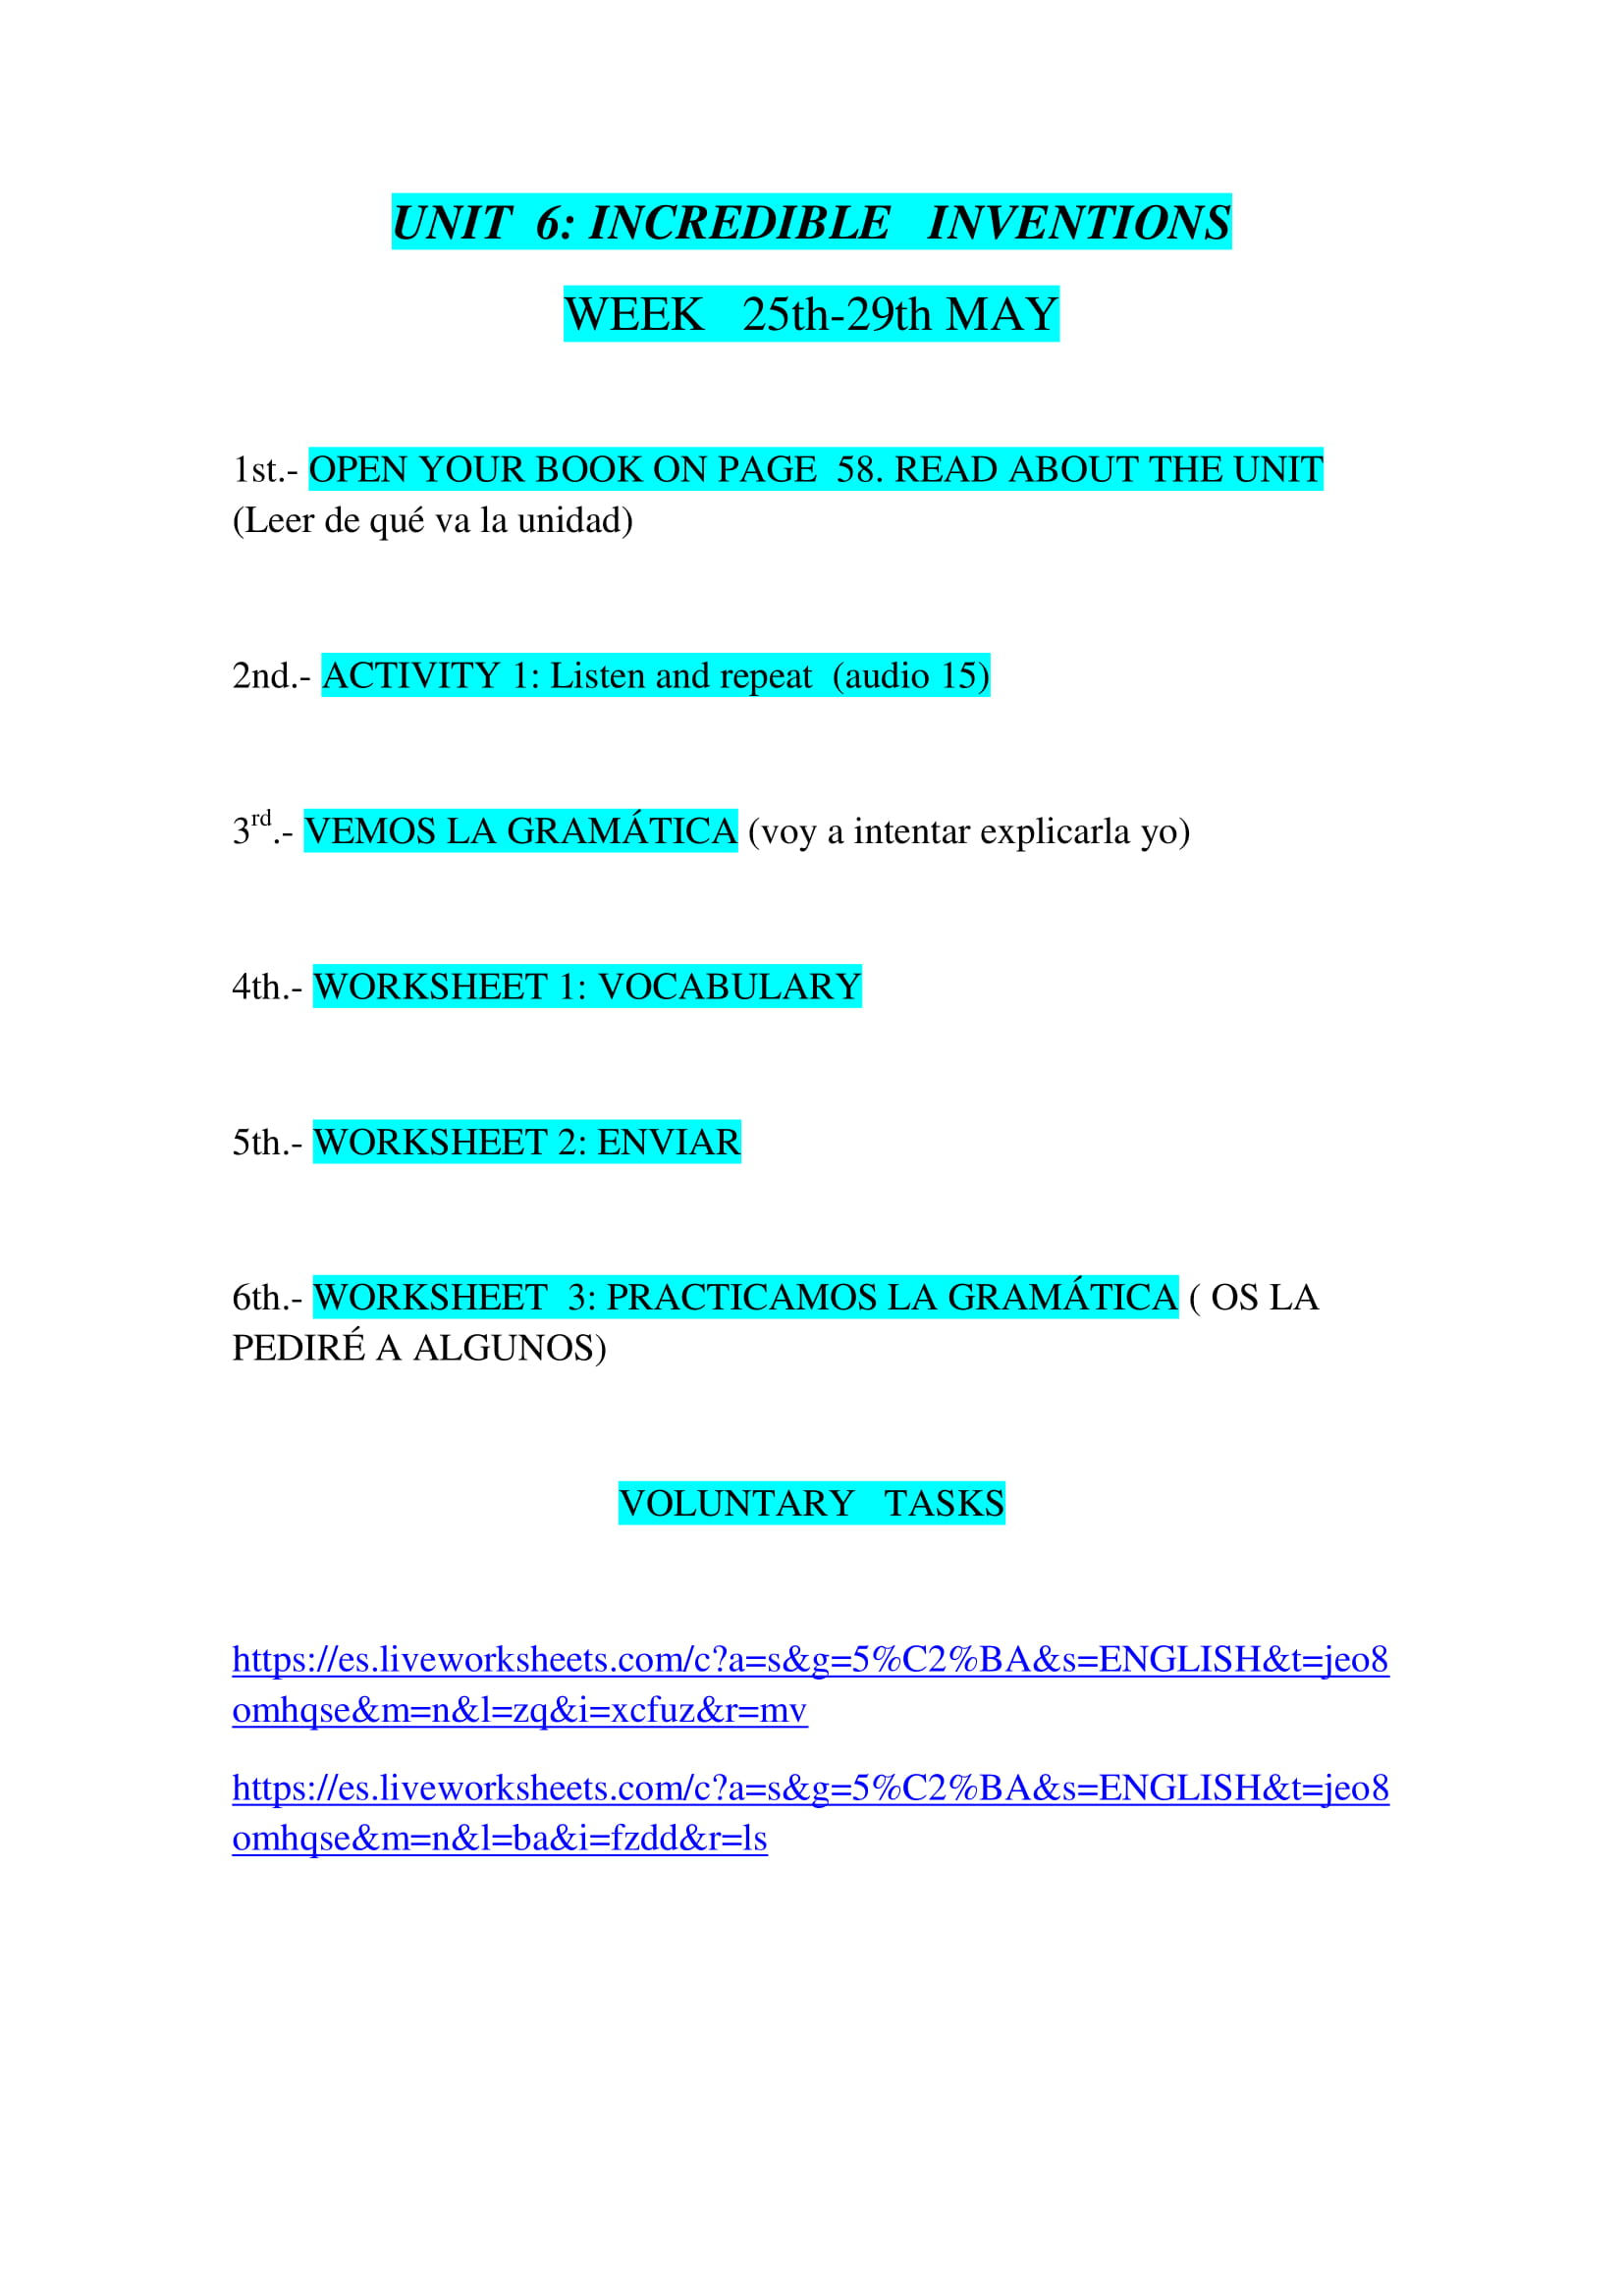 UNIT 6: INCREDIBLE INVENTIONS
WEEK 25th-29th MAY
1st.- OPEN YOUR BOOK ON PAGE 58. READ ABOUT THE UNIT
(Leer de qué va la unidad)
2nd.- ACTIVITY 1: Listen and repeat (audio 15)
3rd.- VEMOS LA GRAMÁTICA (voy a intentar explicarla yo)
4th.- WORKSHEET 1: VOCABULARY
5th.- WORKSHEET 2: ENVIAR
6th.- WORKSHEET 3: PRACTICAMOS LA GRAMÁTICA ( OS LA
PEDIRÉ A ALGUNOS)
VOLUNTARY TASKS
https://es.liveworksheets.com/c?a=s&g=5%C2%BA&s=ENGLISH&t=jeo8
omhqse&m=n&l=zq&i=xcfuz&r=mv
https://es.liveworksheets.com/c?a=s&g=5%C2%BA&s=ENGLISH&t=jeo8
omhqse&m=n&l=ba&i=fzdd&r=ls